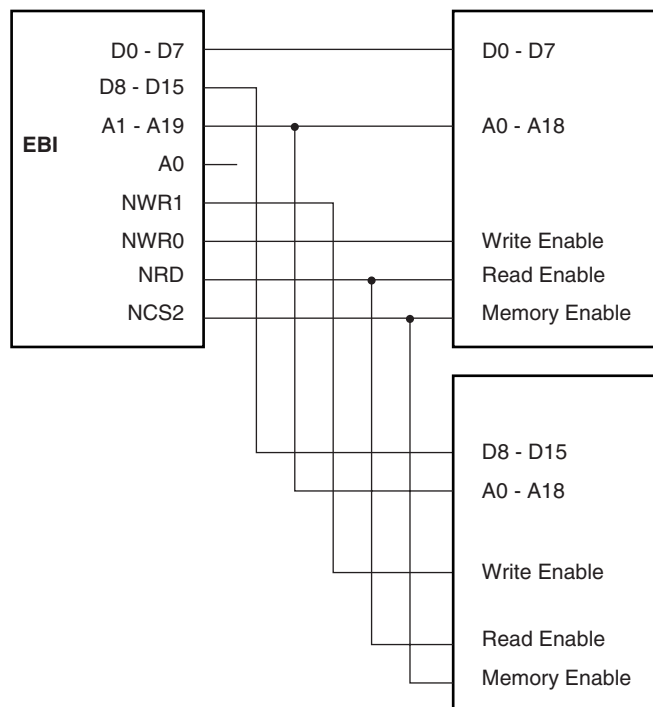 D0 - D7
D8 - D15
A1 - A19
EBI
A0
NWR1
NWR0
NRD
NCS2
D0 - D7
A0 - A18
Write Enable
Read Enable
Memory Enable
D8 - D15
A0 - A18
Write Enable
Read Enable
Memory Enable